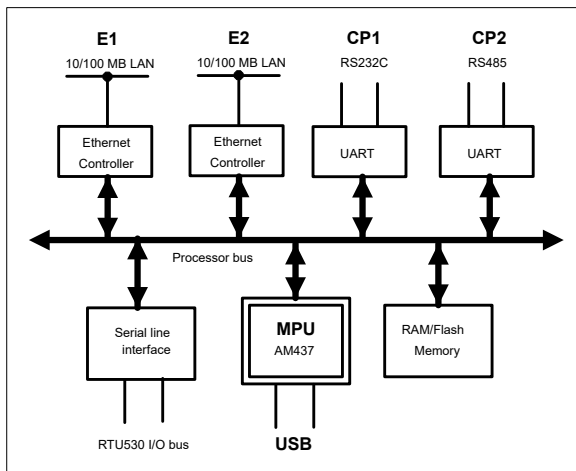 E1
E2
CP1
CP2
10/100 MB LAN
10/100 MB LAN
RS232C
RS485
Ethernet
Controller
Ethernet
Controller
UART
UART
Processor bus
Serial line
interface
MPU
AM437
RAM/Flash
Memory
RTU530 I/O bus
USB